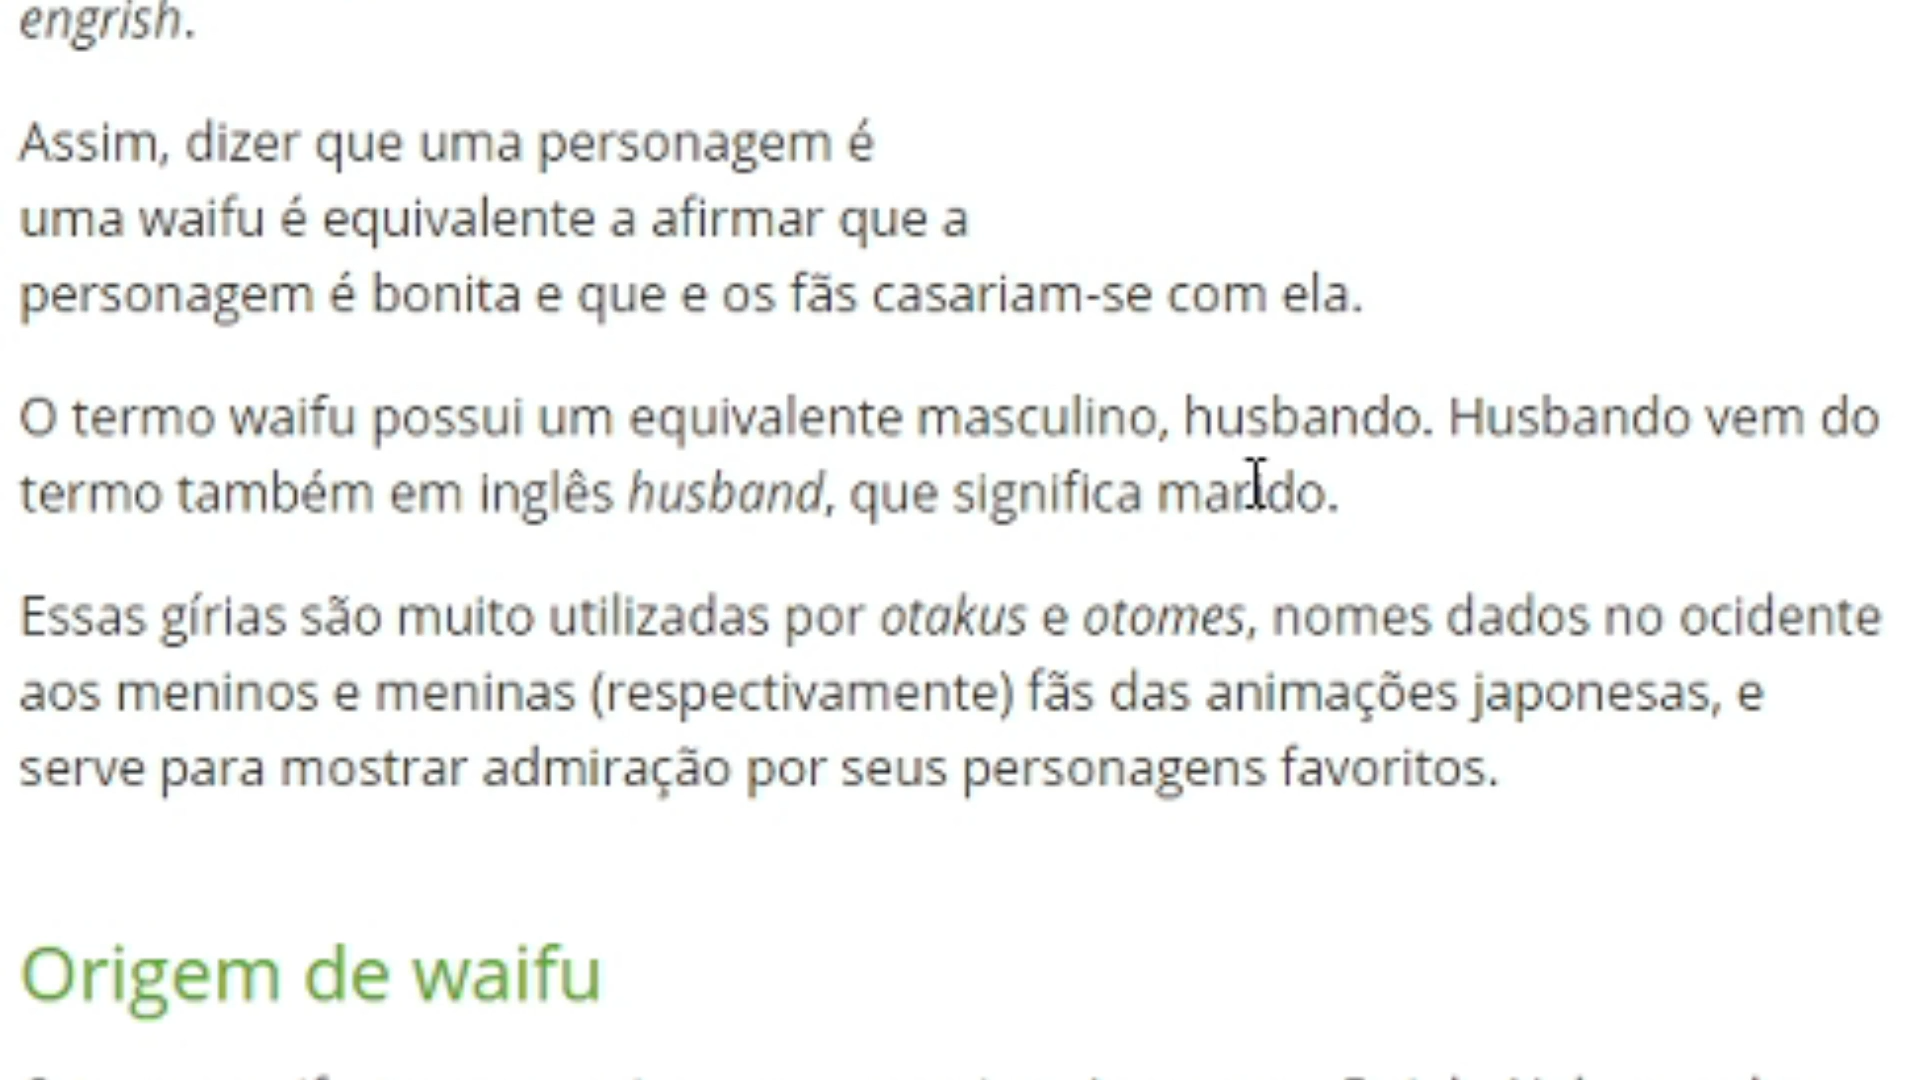 engrish.
Assim, dizer que uma personagem é
uma waifu é equivalente a afirmar que a
personagem é bonita e que e os fãs casariam-se com ela.
O termo waifu possui um equivalente masculino, husbando. Husbando vem do
termo também em inglês husband, que significa marido.
Essas gírias são muito utilizadas por otakus e otomes, nomes dados no ocidente
aos meninos e meninas (respectivamente) fãs das animações japonesas, e
serve para mostrar admiração por seus personagens favoritos.
Origem de waifu